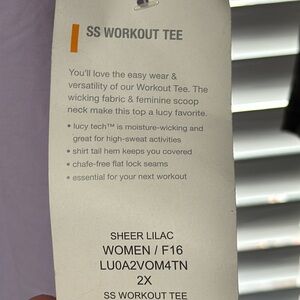 SS WORKOUT TEE
You'll love the easy wear &
versatility of our Workout Tee. The
wicking fabric & feminine scoop
neck make this top a lucy favorite.
• lucy tech™ is moisture-wicking and
great for high-sweat activities
• shirt tail hem keeps you covered
• chafe-free flat lock seams
• essential for your next workout
SHEER LILAC
WOMEN / F16
LU0A2VOM4TN
2X
SS WORKOUT TEE